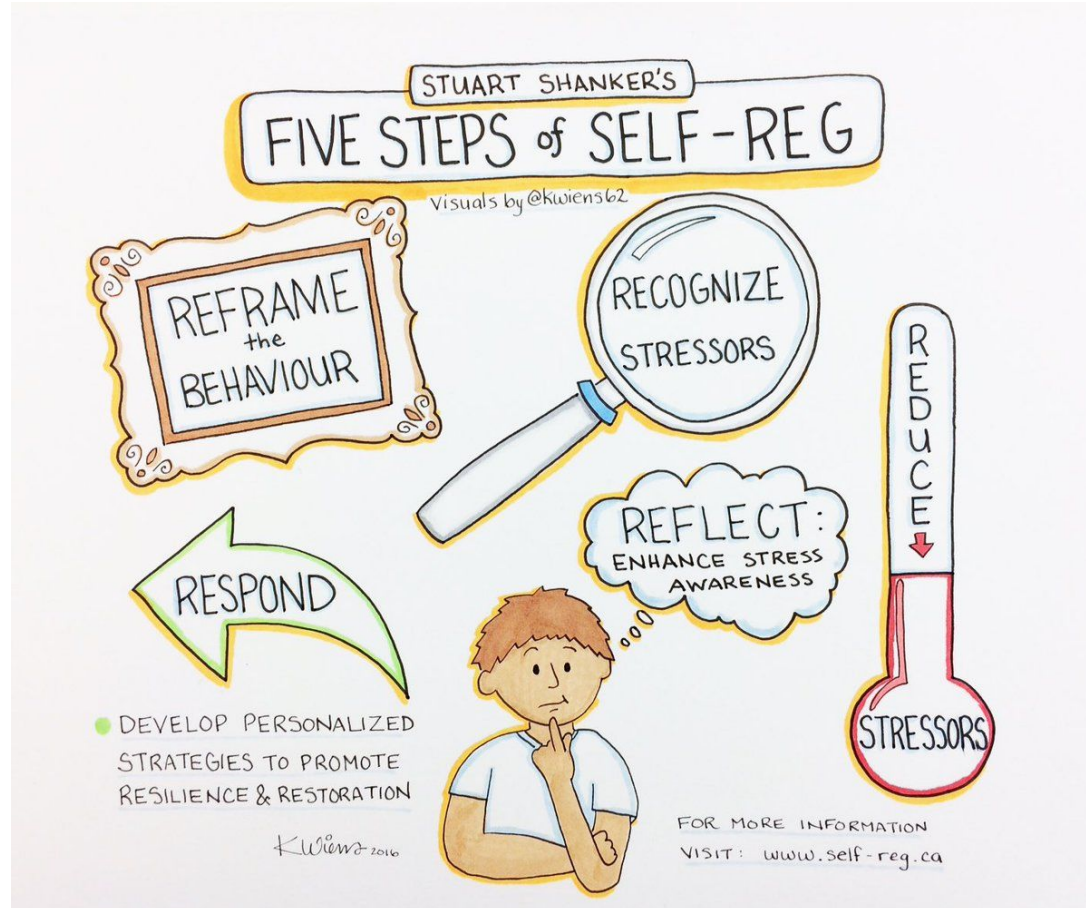 STUART SHANKER'S
FIVE STEPS of SELF-REG
Visuals by @kwiens62
REFRAME
the
BEHAVIOUR
RECOGNIZE
STRESSORS
REDUCE
STRESSORS
REFLECT:
ENHANCE STRESS
AWARENESS
RESPOND
DEVELOP PERSONALIZED
STRATEGIES TO PROMOTE
RESILIENCE & RESTORATION
KWiens 2016
FOR MORE INFORMATION
VISIT: www.self-reg.ca